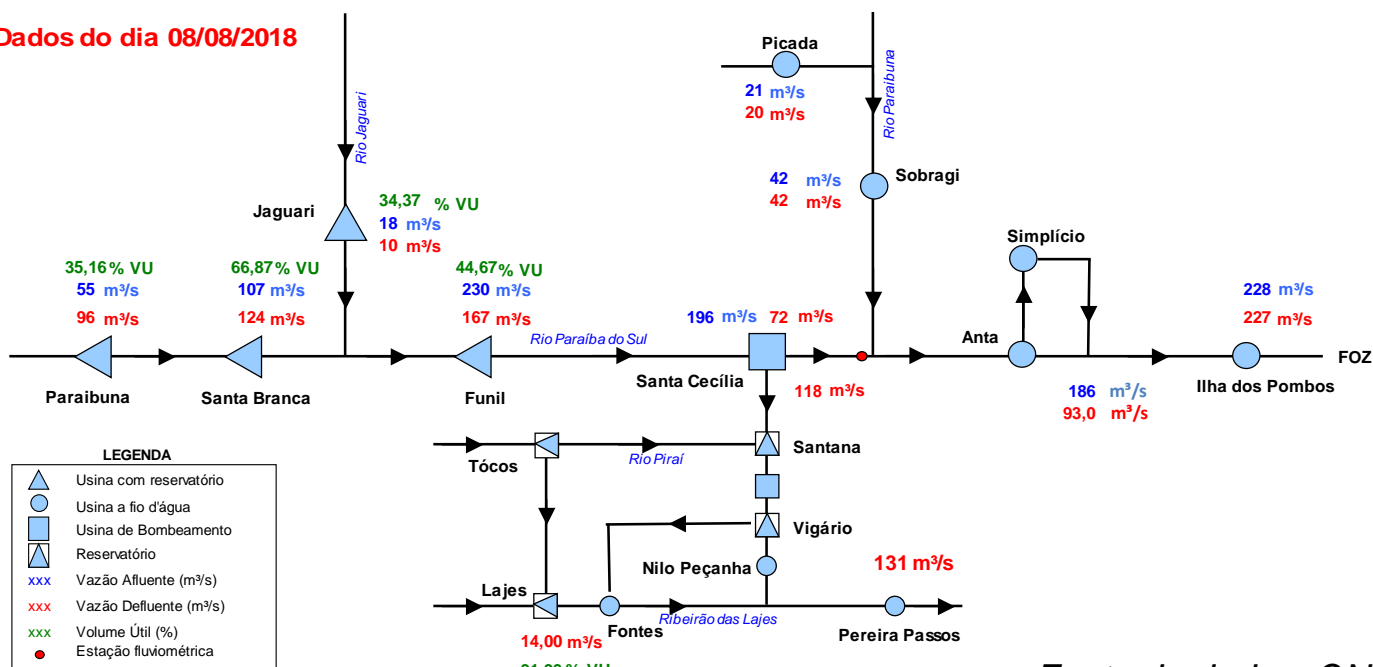 Dados do dia 08/08/2018
Picada
21 m³/s
20 m³/s
Rio Paraibuna
Rio Jaguari
Sobragi
42 m³/s
42 m³/s
Jaguari
34,37 % VU
18 m³/s
10 m³/s
Simplício
35,16% VU
55 m³/s
96 m³/s
66,87% VU
107 m³/s
124 m³/s
44,67% VU
230 m³/s
167 m³/s
228 m³/s
227 m³/s
196 m³/s 72 m³/s
Rio Paraíba do Sul
Anta
FOZ
Paraibuna
Santa Branca
Funil
Santa Cecília
118 m³/s
186 m³/s
93,0 m³/s
Ilha dos Pombos
Tócos
Rio Piraí
Santana
Vigário
Nilo Peçanha
131 m³/s
Lajes
Fontes
Ribeirão das Lajes
Pereira Passos
14,00 m³/s
LEGENDA
Usina com reservatório
Usina a fio d'água
Usina de Bombeamento
Reservatório
xxx Vazão Afluente (m³/s)
xxx Vazão Defluente (m³/s)
xxx Volume Útil (%)
Estação fluviométrica